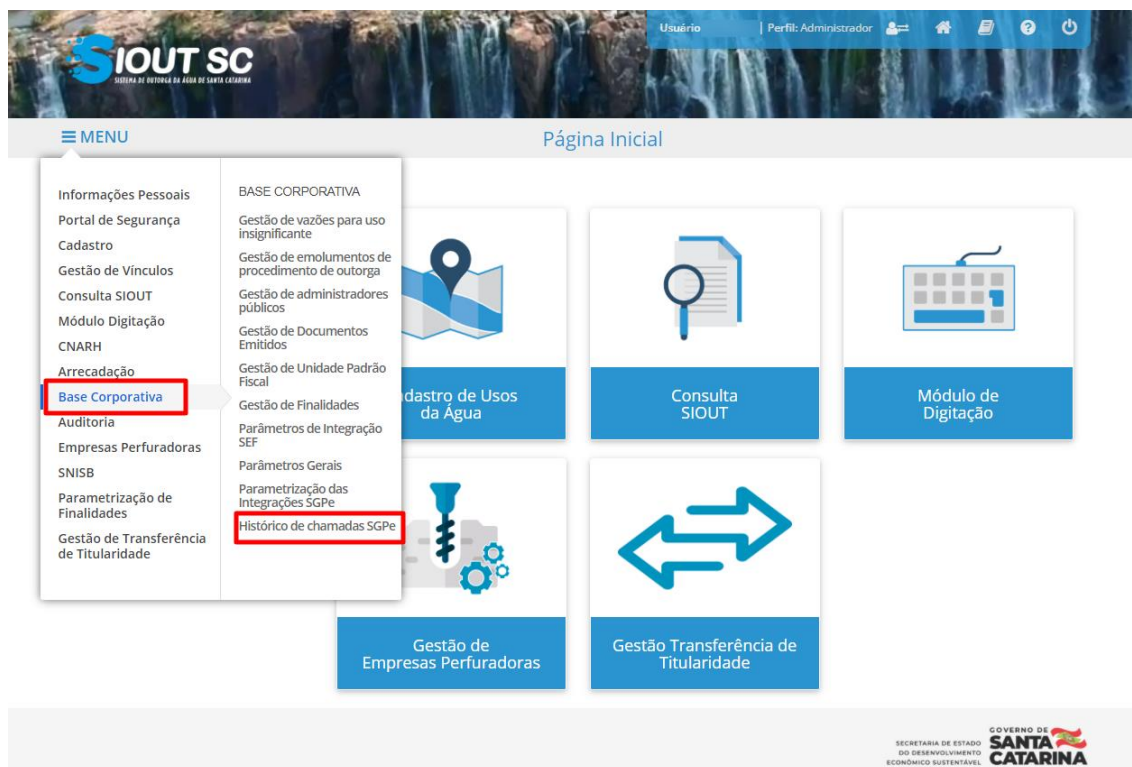 SIOUT SC
SISTEMA DE OUTORGA DA ÁGUA DE SANTA CATARINA
Usuário | Perfil: Administrador
MENU
Página Inicial
Informações Pessoais
Portal de Segurança
Cadastro
Gestão de Vínculos
Consulta SIOUT
Módulo Digitação
CNARH
Arrecadação
Base Corporativa
Auditoria
Empresas Perfuradoras
SNISB
Parametrização de
Finalidades
Gestão de Transferência
de Titularidade
BASE CORPORATIVA
Gestão de vazões para uso
insignificante
Gestão de emolumentos de
procedimento de outorga
Gestão de administradores
públicos
Gestão de Documentos
Emitidos
Gestão de Unidade Padrão
Fiscal
Gestão de Finalidades
Parâmetros de Integração
SEF
Parâmetros Gerais
Parametrização das
Integrações SGPe
Histórico de chamadas SGPe
dastro de Usos
da Água
Consulta
SIOUT
Módulo de
Digitação
Gestão de
Empresas Perfuradoras
Gestão Transferência de
Titularidade
SECRETARIA DE ESTADO
DO DESENVOLVIMENTO
ECONÔMICO SUSTENTÁVEL
GOVERNO DE
SANTA
CATARINA